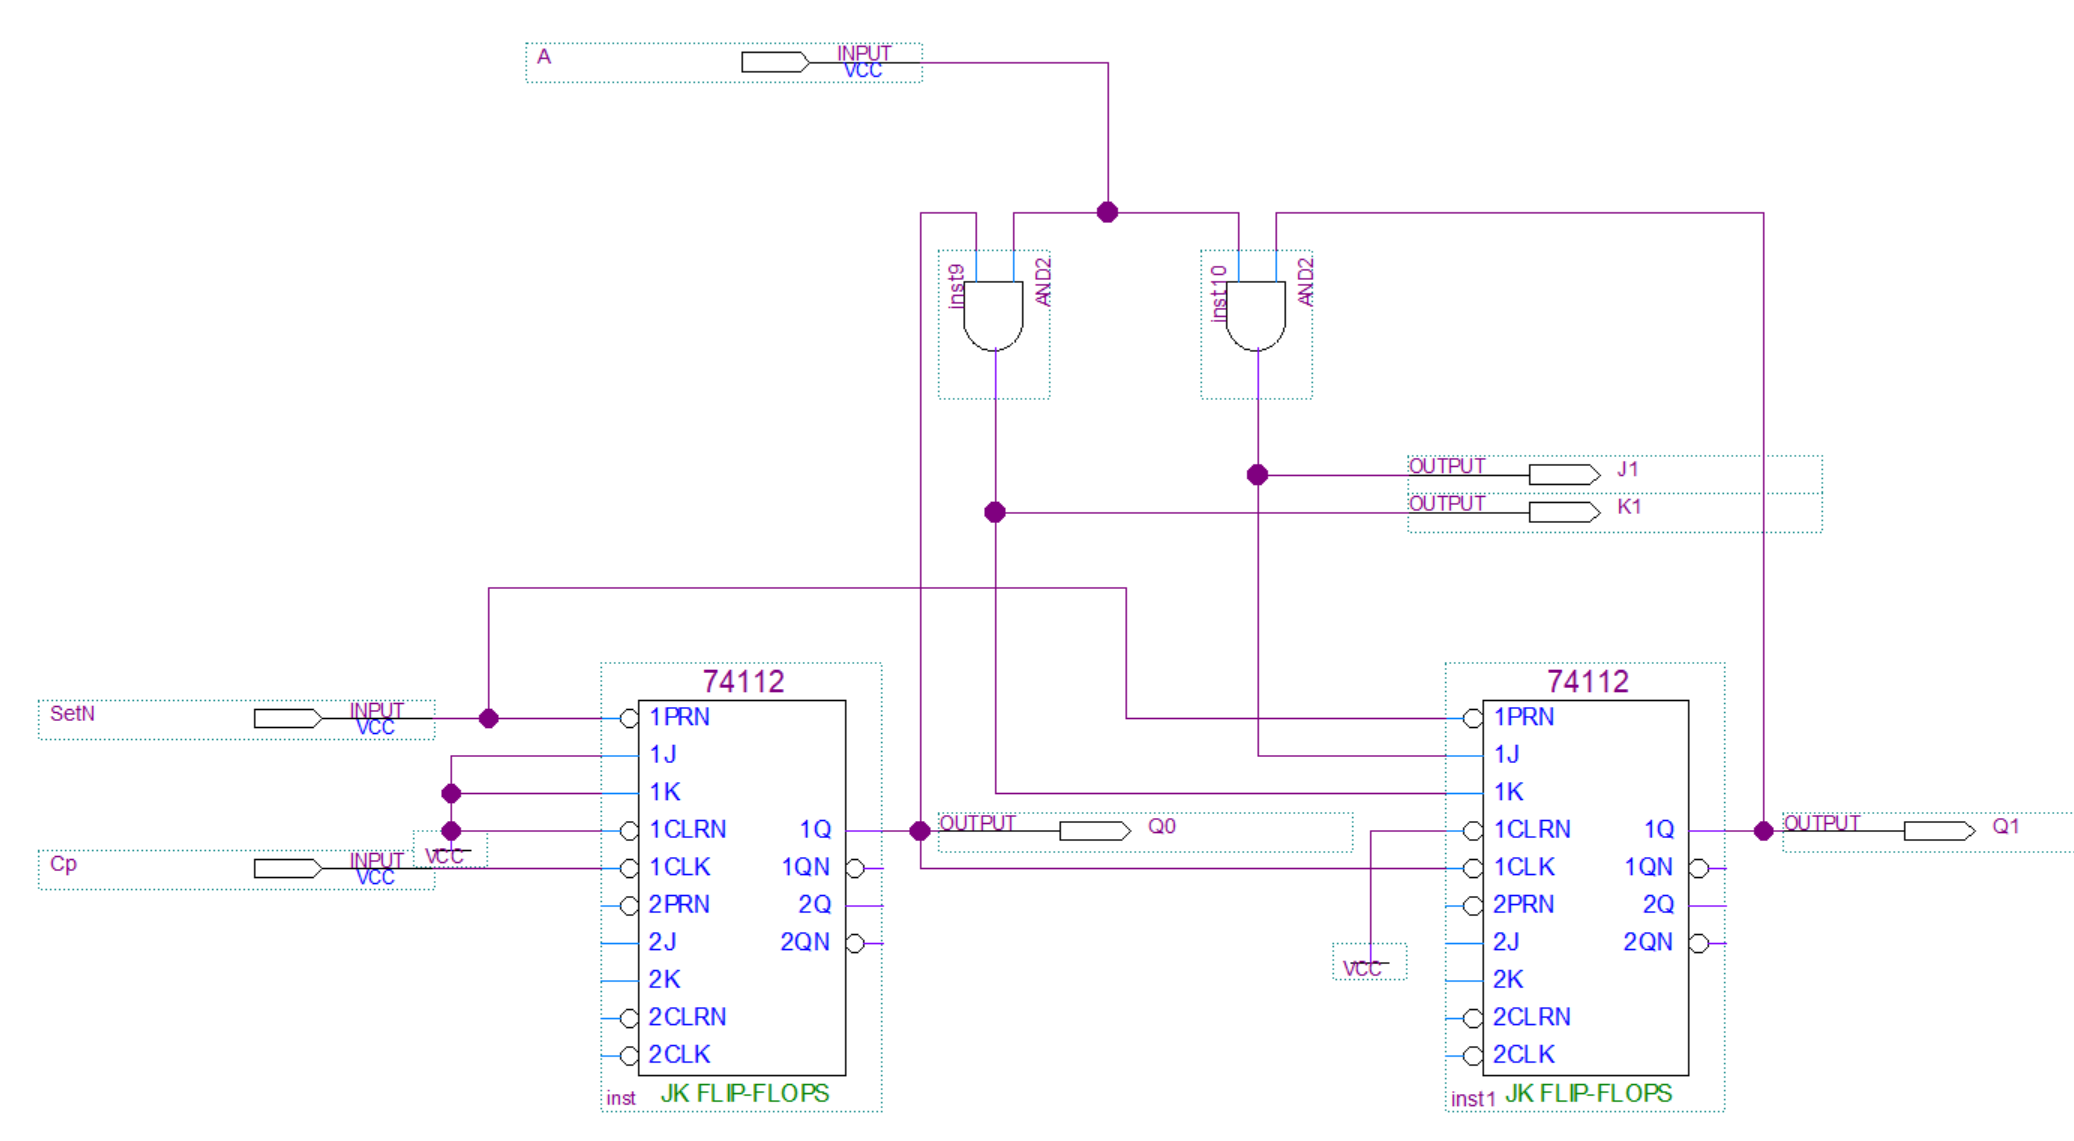 A
INPUT
VCC
inst9
AND2
inst10
AND2
OUTPUT
J1
OUTPUT
K1
SetN
INPUT
VCC
Cp
INPUT
VCC
VCC
74112
1PRN
1J
1K
1CLRN
1Q
1CLK
1QN
2PRN
2Q
2J
2QN
2K
2CLRN
2CLK
inst
JK FLIP-FLOPS
OUTPUT
Q0
VCC
74112
1PRN
1J
1K
1CLRN
1Q
1CLK
1QN
2PRN
2Q
2J
2QN
2K
2CLRN
2CLK
inst1
JK FLIP-FLOPS
OUTPUT
Q1